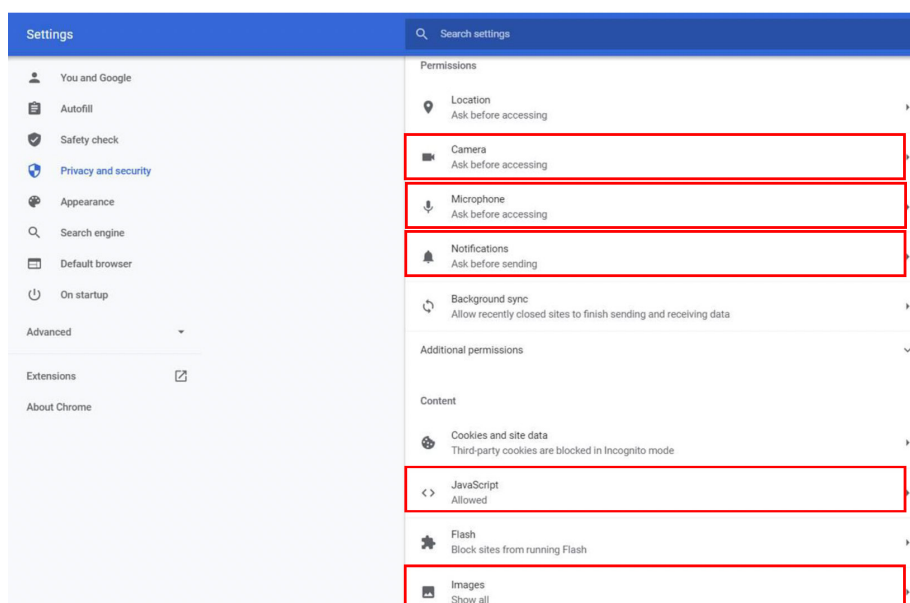 Settings
Search settings
You and Google
Autofill
Safety check
Privacy and security
Appearance
Search engine
Default browser
On startup
Advanced
Extensions
About Chrome
Permissions
Location
Ask before accessing
Camera
Ask before accessing
Microphone
Ask before accessing
Notifications
Ask before sending
Background sync
Allow recently closed sites to finish sending and receiving data
Additional permissions
Content
Cookies and site data
Third-party cookies are blocked in Incognito mode
JavaScript
Allowed
Flash
Block sites from running Flash
Images
Show all